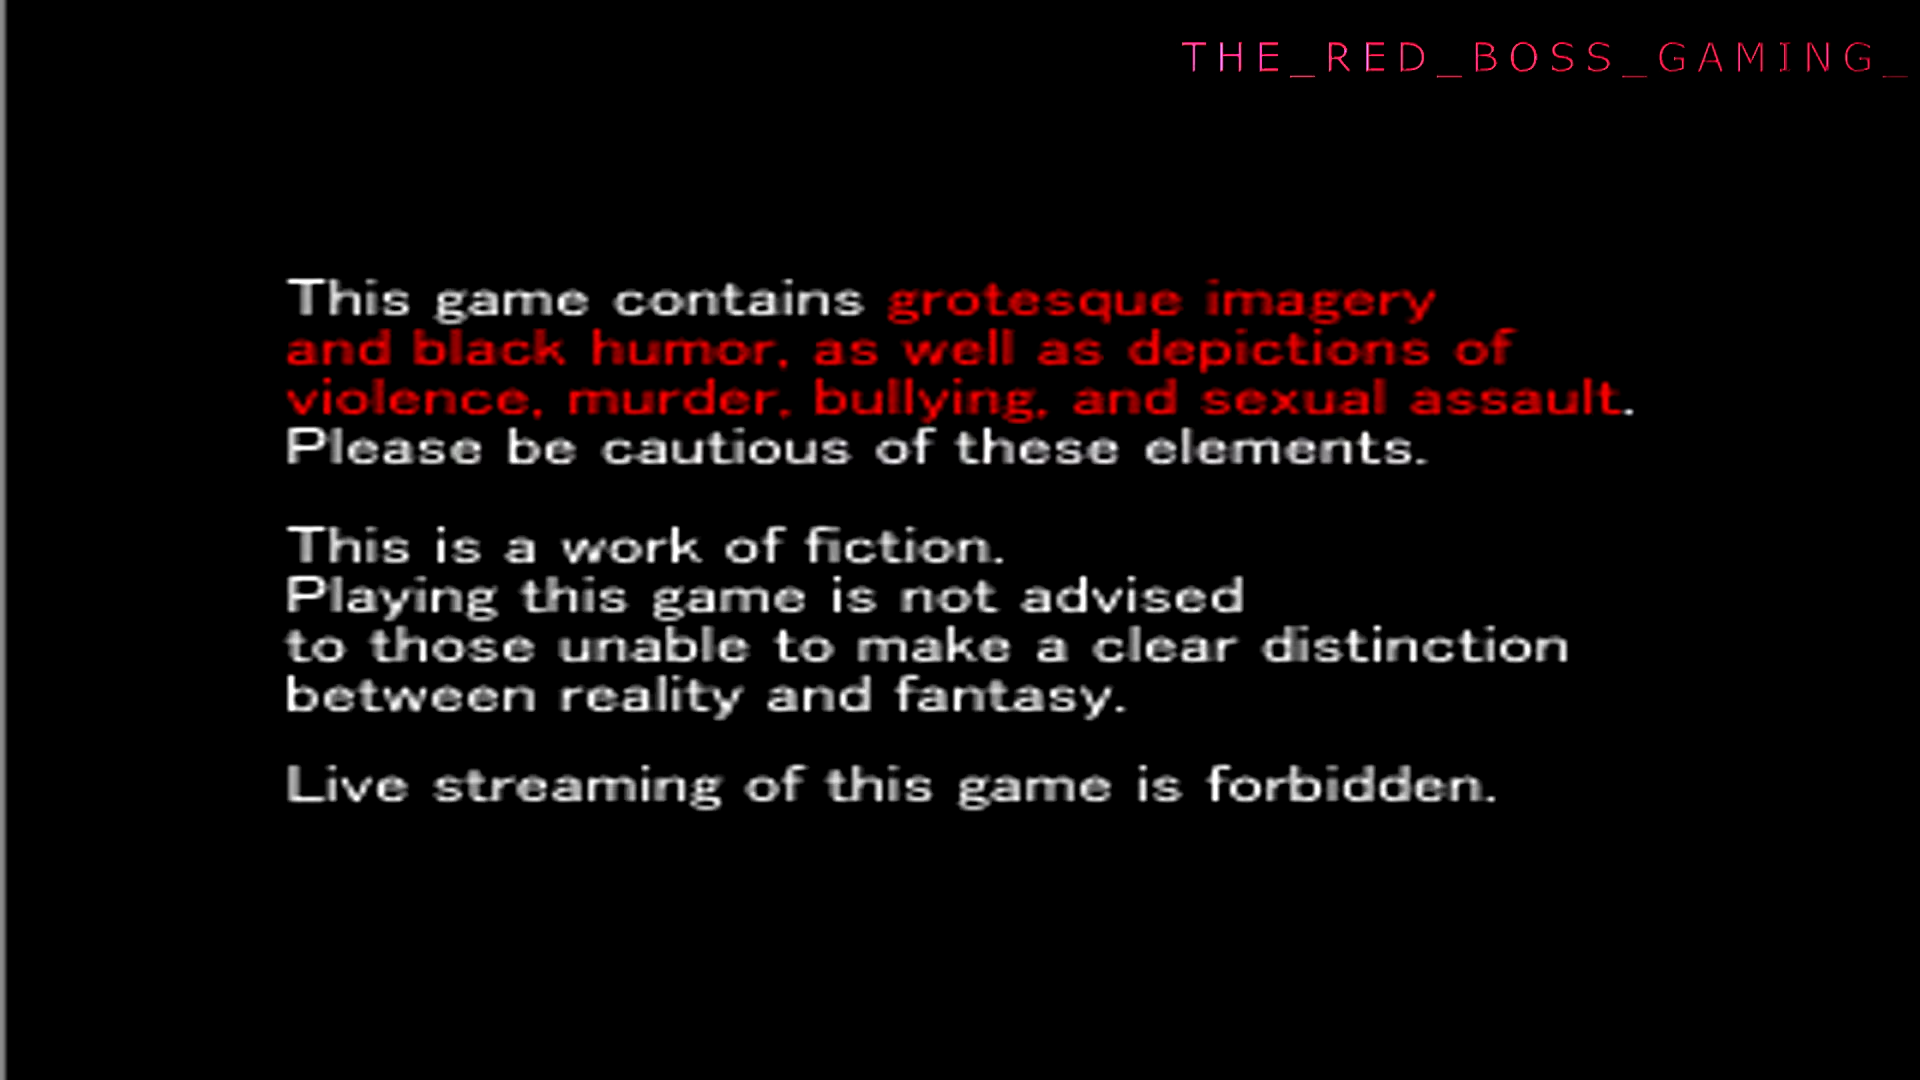 THE_RED_BOSS_GAMING_
This game contains grotesque imagery
and black humor, as well as depictions of
violence, murder, bullying, and sexual assault.
Please be cautious of these elements.
This is a work of fiction.
Playing this game is not advised
to those unable to make a clear distinction
between reality and fantasy.
Live streaming of this game is forbidden.